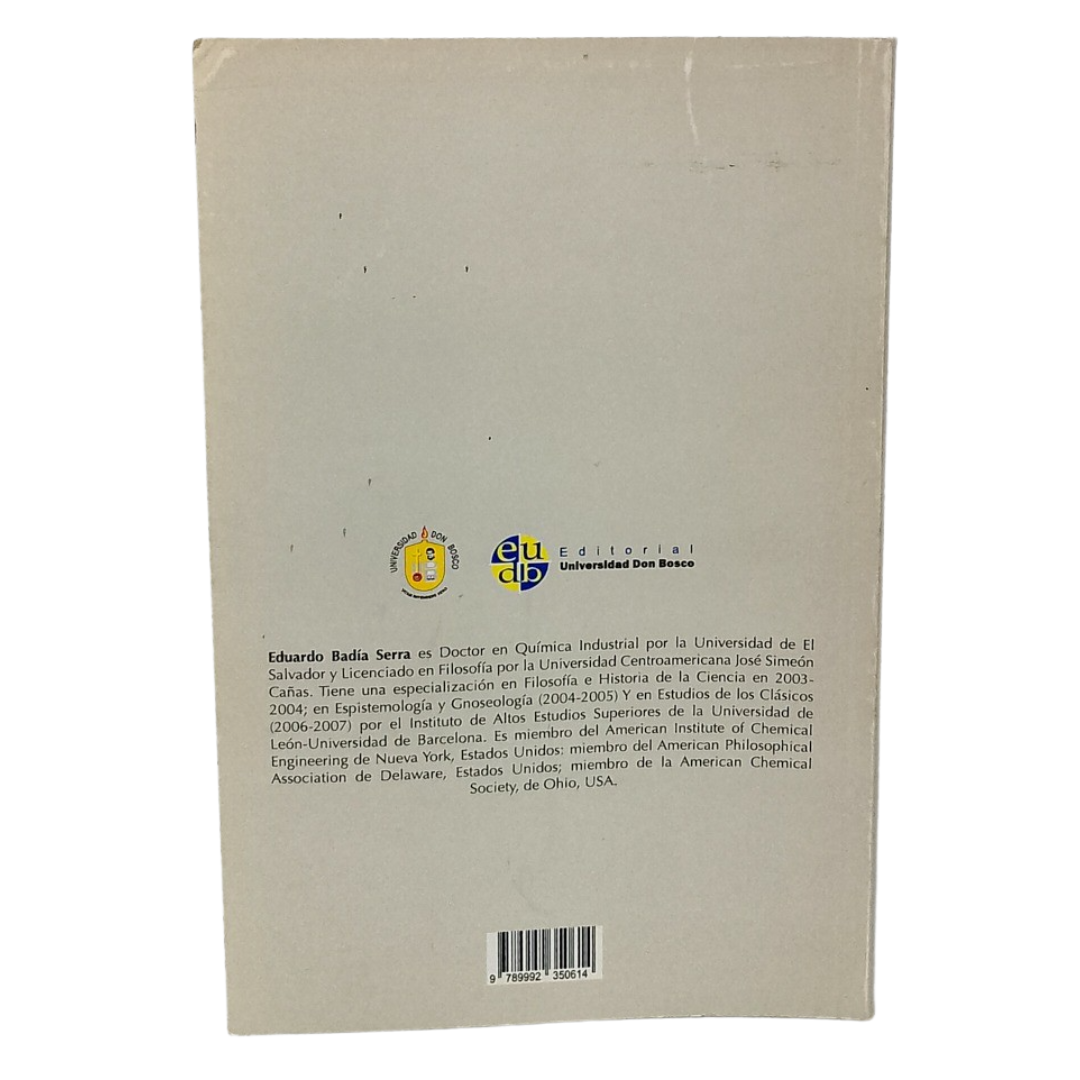 UNIVERSIDAD DON BOSCO
eu
db
Editorial
Universidad Don Bosco
Eduardo Badía Serra es Doctor en Química Industrial por la Universidad de El
Salvador y Licenciado en Filosofía por la Universidad Centroamericana José Simeón
Cañas. Tiene una especialización en Filosofía e Historia de la Ciencia en 2003-
2004; en Espistemología y Gnoseología (2004-2005) Y en Estudios de los Clásicos
(2006-2007) por el Instituto de Altos Estudios Superiores de la Universidad de
León-Universidad de Barcelona. Es miembro del American Institute of Chemical
Engineering de Nueva York, Estados Unidos: miembro del American Philosophical
Association de Delaware, Estados Unidos; miembro de la American Chemical
Society, de Ohio, USA.
9 789992 350614